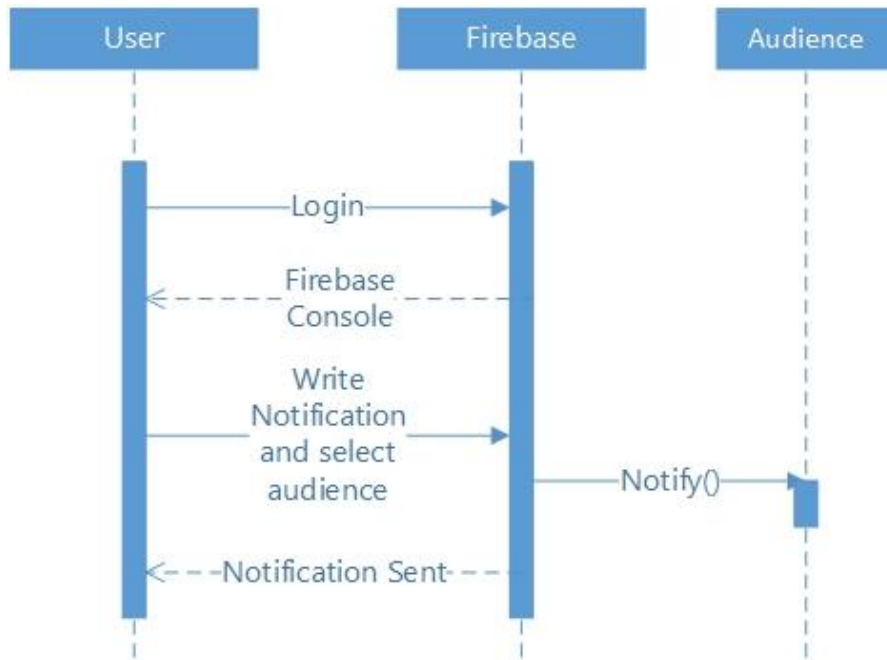 User
Firebase
Audience
Login
Firebase
Console
Write
Notification
and select
audience
Notify()
Notification Sent